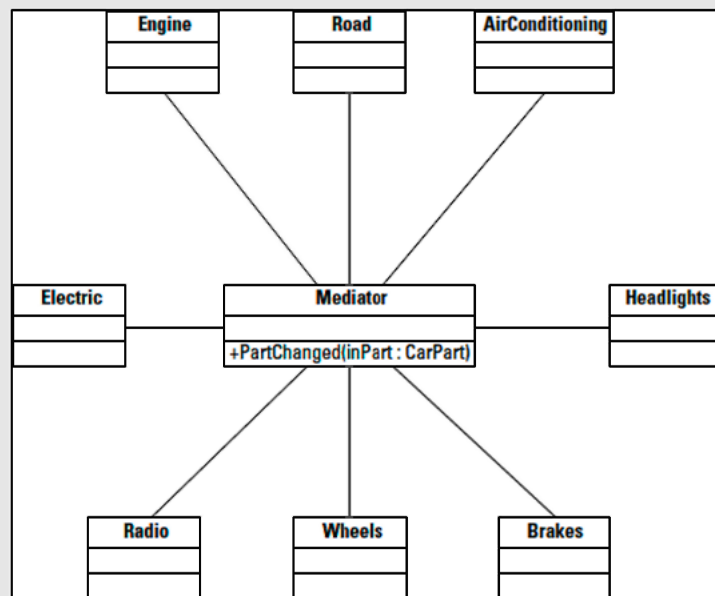 Engine
Road
AirConditioning
Electric
Mediator
Headlights
+PartChanged(inPart : CarPart)
Radio
Wheels
Brakes